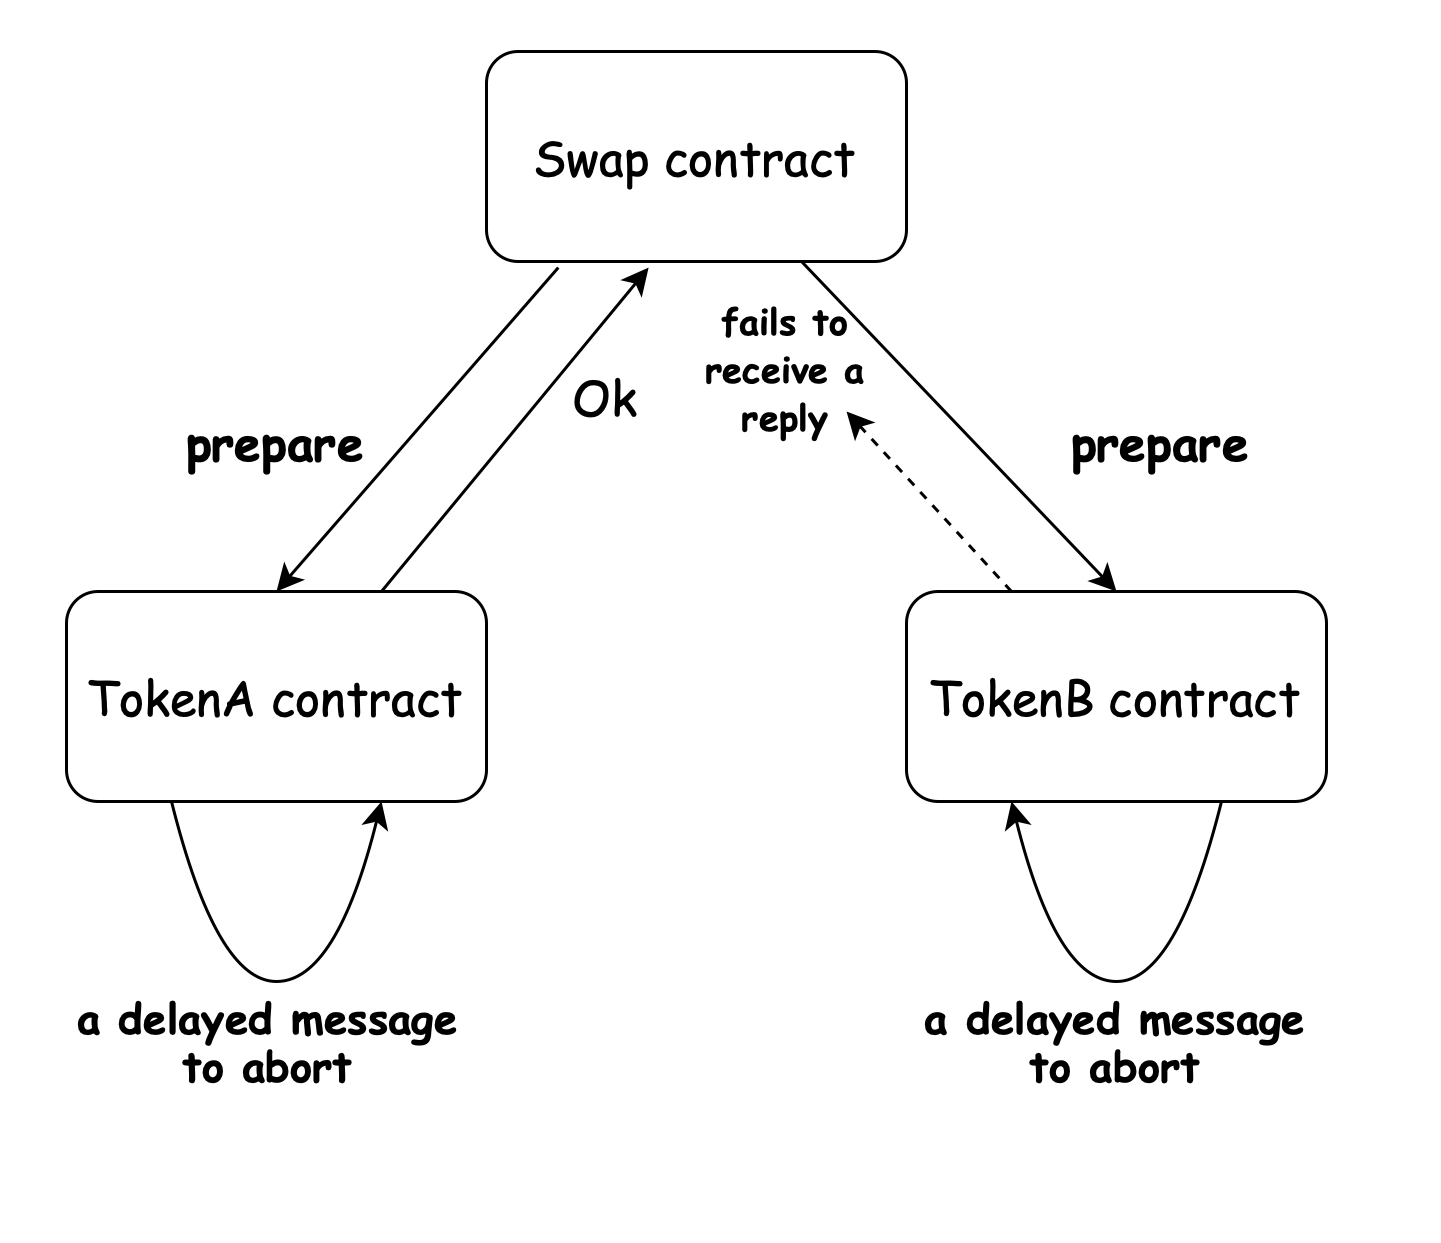 Swap contract
fails to
receive a
reply
Ok
prepare
prepare
TokenA contract
TokenB contract
a delayed message
to abort
a delayed message
to abort